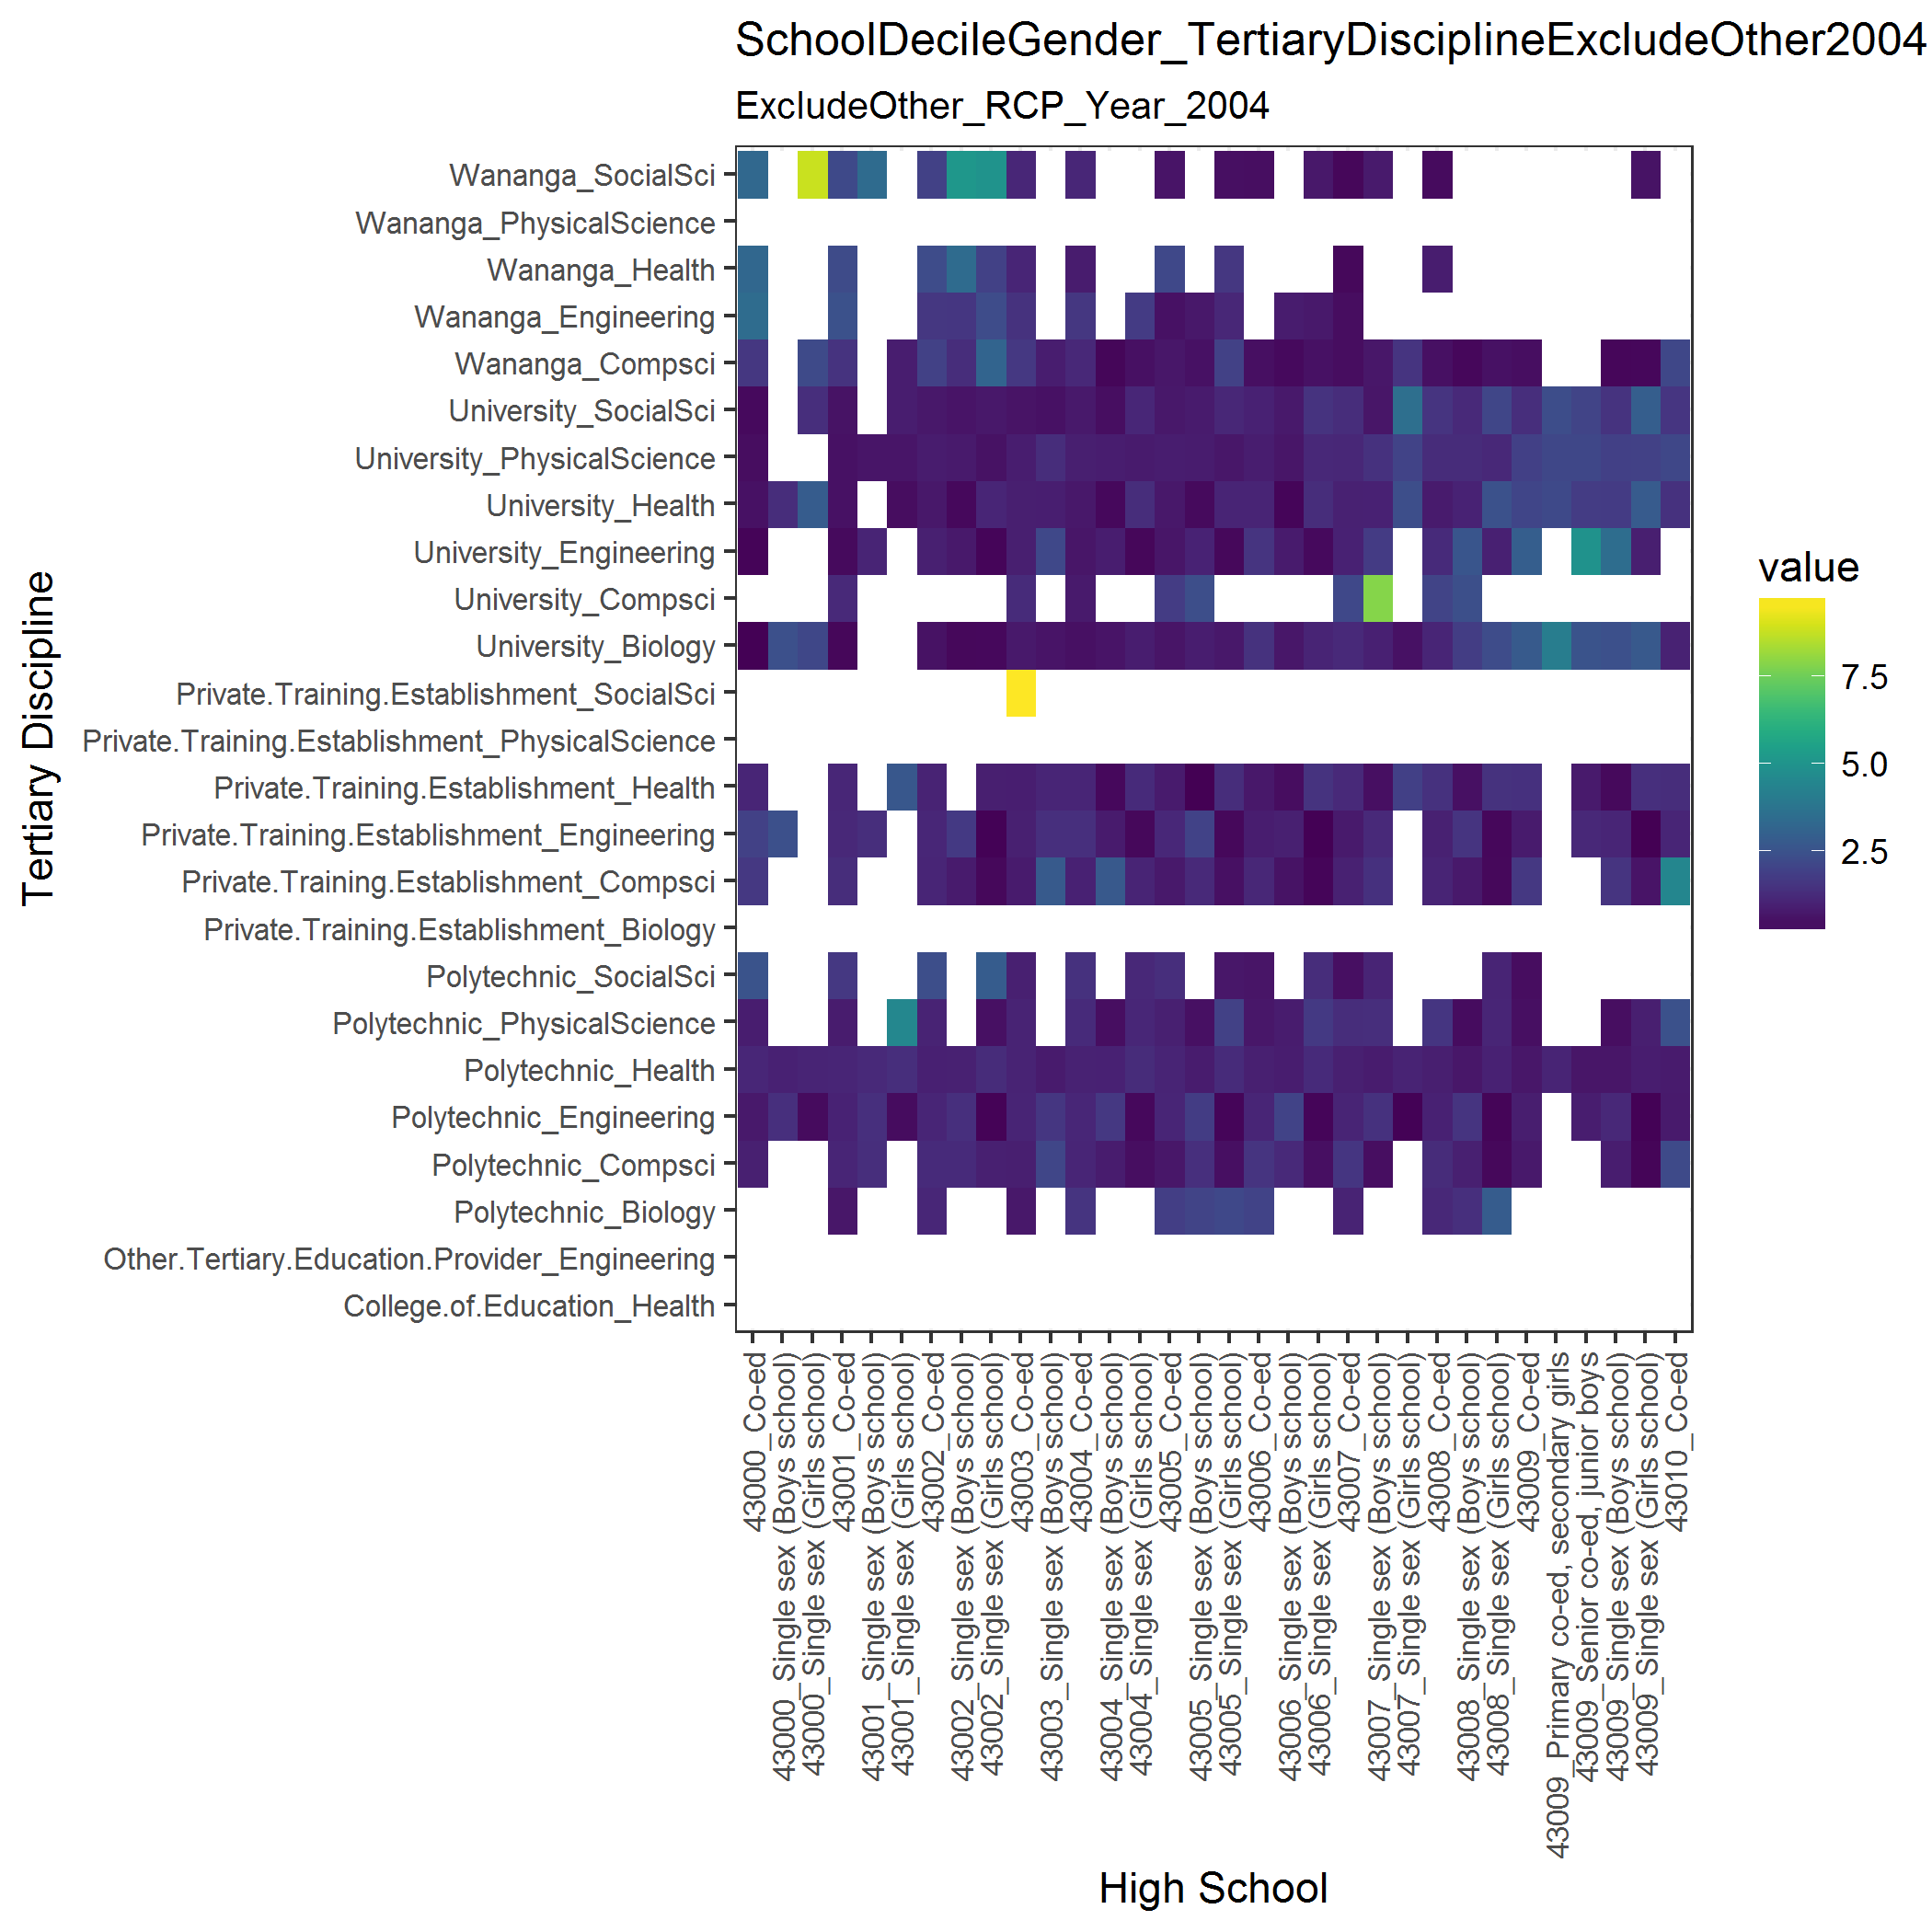 SchoolDecileGender_TertiaryDisciplineExcludeOther2004
ExcludeOther_RCP_Year_2004
Tertiary Discipline
Wananga_SocialSci
Wananga_PhysicalScience
Wananga_Health
Wananga_Engineering
Wananga_Compsci
University_SocialSci
University_PhysicalScience
University_Health
University_Engineering
University_Compsci
University_Biology
Private.Training.Establishment_SocialSci
Private.Training.Establishment_PhysicalScience
Private.Training.Establishment_Health
Private.Training.Establishment_Engineering
Private.Training.Establishment_Compsci
Private.Training.Establishment_Biology
Polytechnic_SocialSci
Polytechnic_PhysicalScience
Polytechnic_Health
Polytechnic_Engineering
Polytechnic_Compsci
Polytechnic_Biology
Other.Tertiary.Education.Provider_Engineering
College.of.Education_Health
43000_Co-ed
43000_Single sex (Boys school)
43000_Single sex (Girls school)
43001_Co-ed
43001_Single sex (Boys school)
43001_Single sex (Girls school)
43002_Co-ed
43002_Single sex (Boys school)
43002_Single sex (Girls school)
43003_Co-ed
43003_Single sex (Boys school)
43004_Co-ed
43004_Single sex (Boys school)
43004_Single sex (Girls school)
43005_Co-ed
43005_Single sex (Boys school)
43005_Single sex (Girls school)
43006_Co-ed
43006_Single sex (Boys school)
43006_Single sex (Girls school)
43007_Co-ed
43007_Single sex (Boys school)
43007_Single sex (Girls school)
43008_Co-ed
43008_Single sex (Boys school)
43008_Single sex (Girls school)
43009_Co-ed
43009_Primary co-ed, secondary girls
43009_Senior co-ed, junior boys
43009_Single sex (Boys school)
43009_Single sex (Girls school)
43010_Co-ed
High School
value
7.5
5.0
2.5